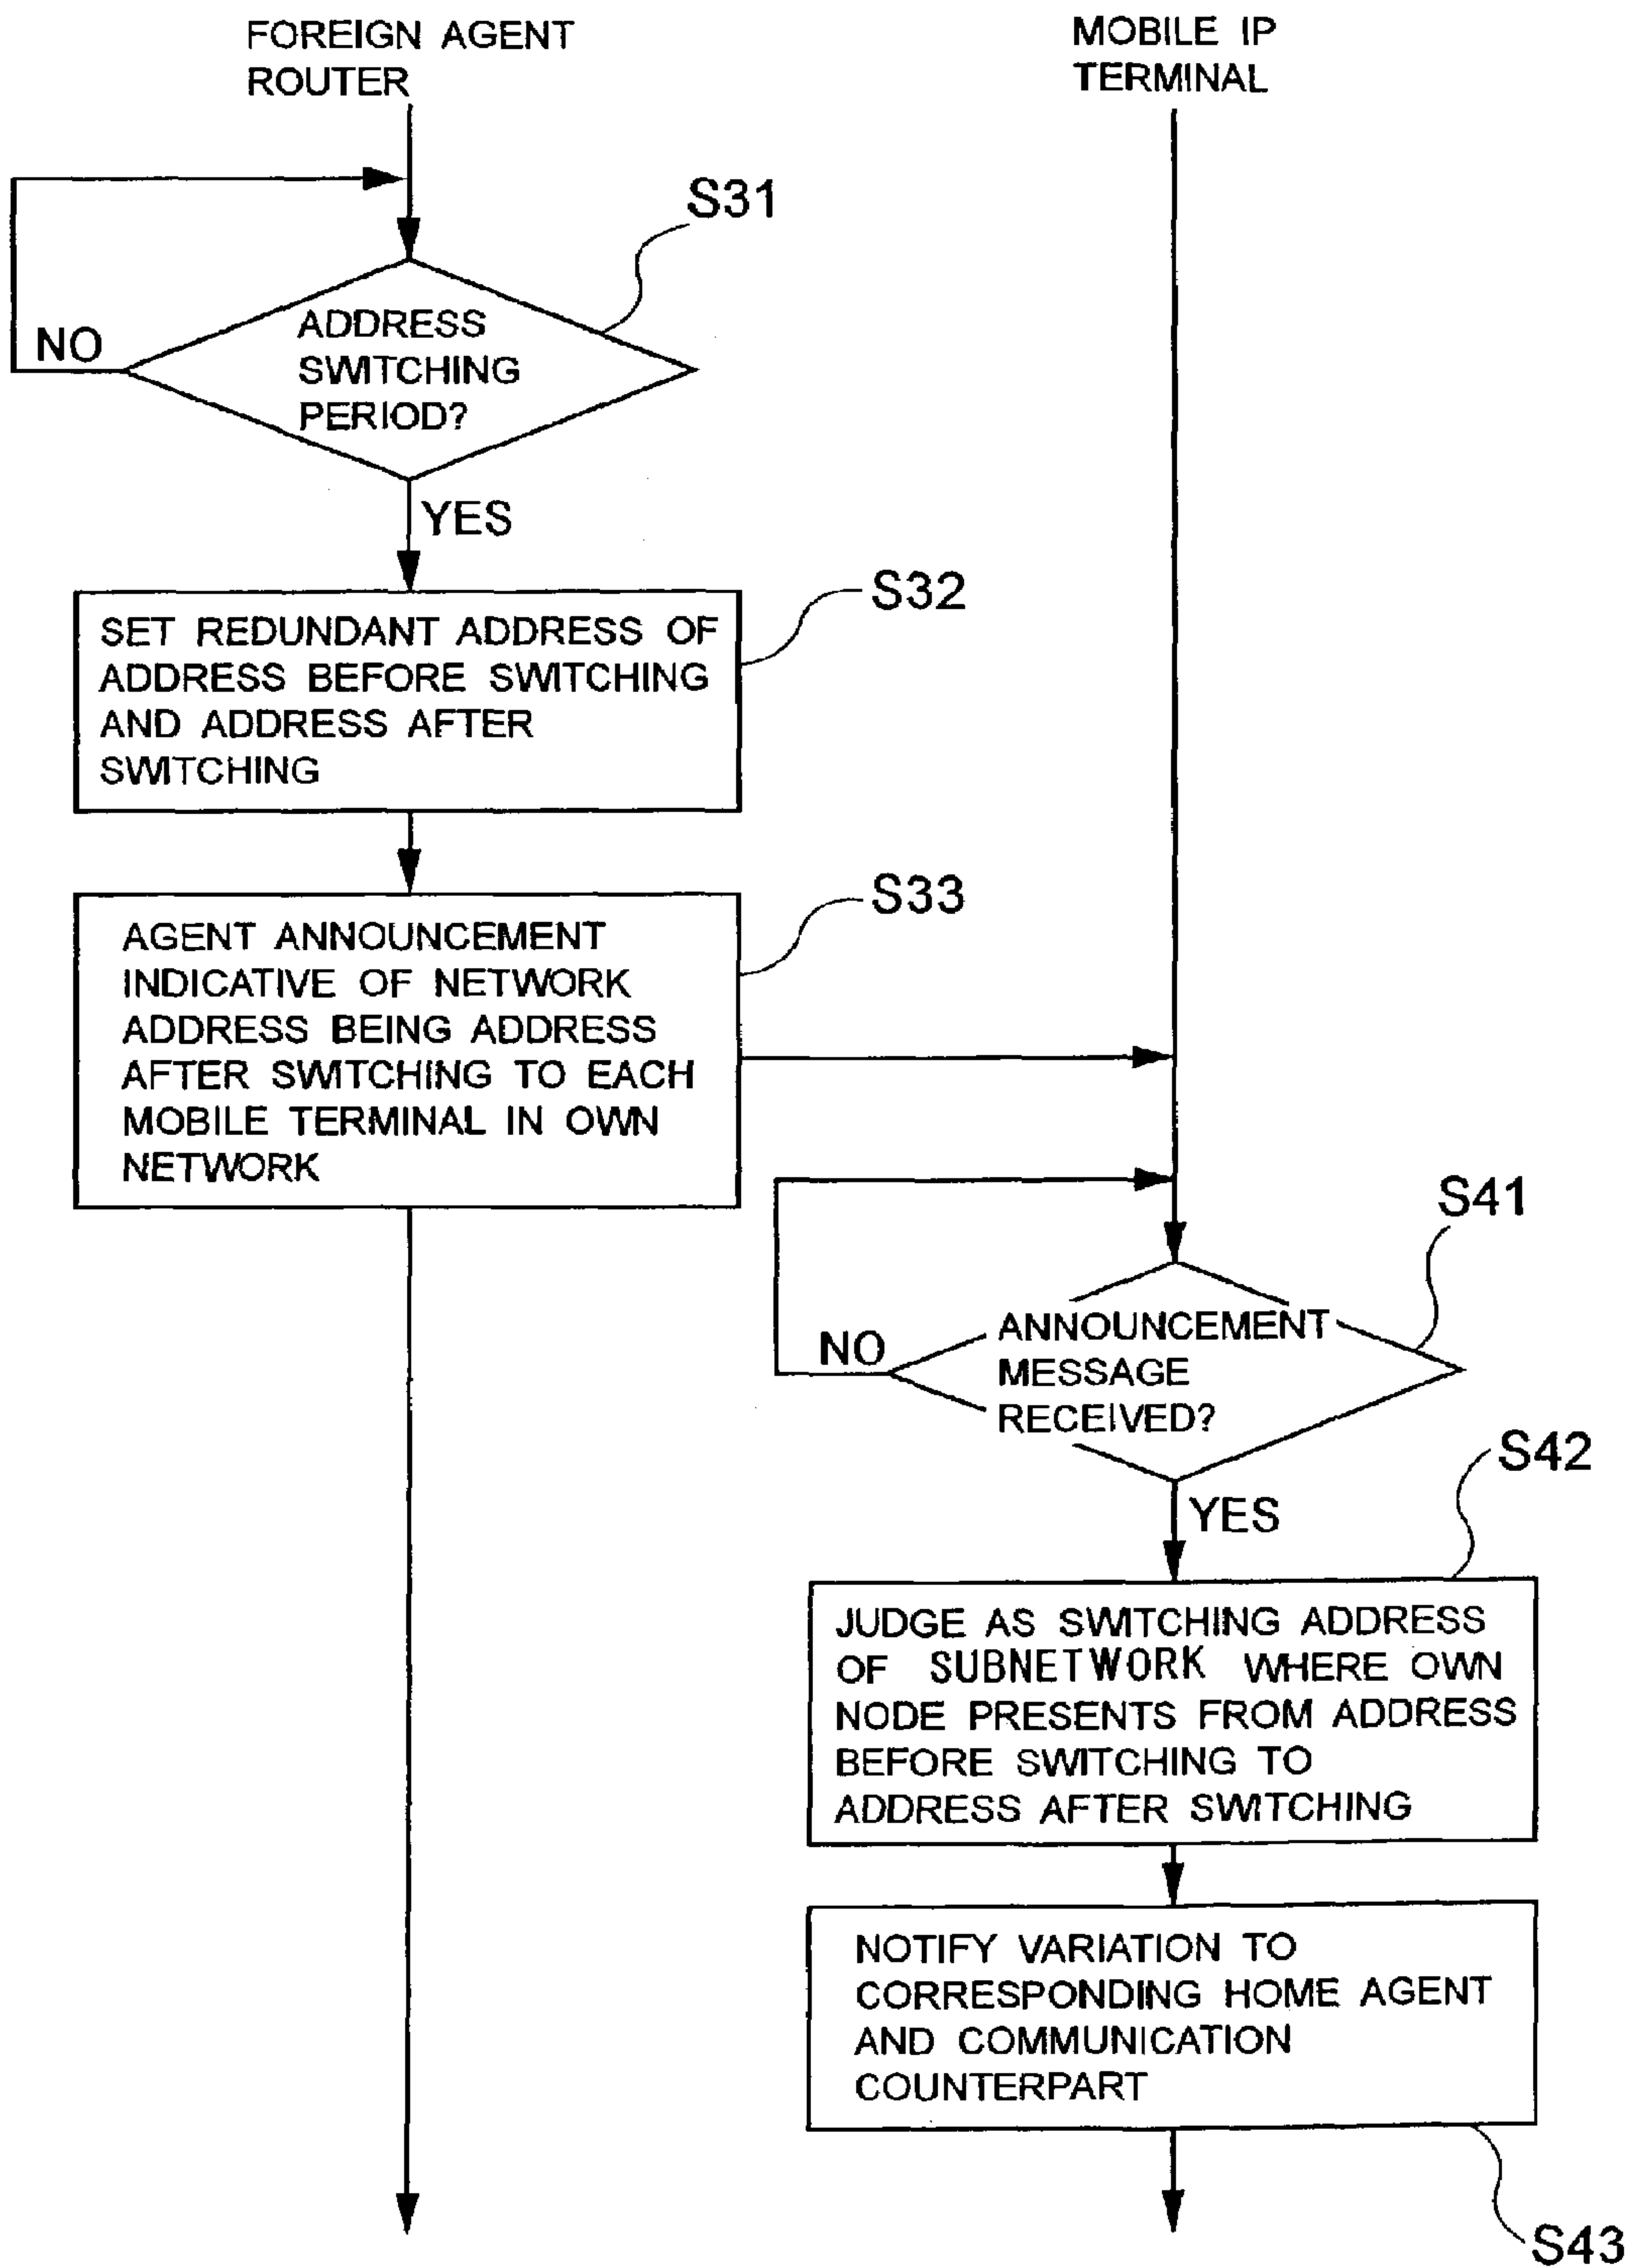 FOREIGN AGENT
ROUTER
MOBILE IP
TERMINAL
S31
ADDRESS
SWITCHING
PERIOD?
NO
YES
S32
SET REDUNDANT ADDRESS OF
ADDRESS BEFORE SWITCHING
AND ADDRESS AFTER
SWITCHING
S33
AGENT ANNOUNCEMENT
INDICATIVE OF NETWORK
ADDRESS BEING ADDRESS
AFTER SWITCHING TO EACH
MOBILE TERMINAL IN OWN
NETWORK
S41
ANNOUNCEMENT
MESSAGE
RECEIVED?
NO
YES
S42
JUDGE AS SWITCHING ADDRESS
OF SUBNETWORK WHERE OWN
NODE PRESENTS FROM ADDRESS
BEFORE SWITCHING TO
ADDRESS AFTER SWITCHING
NOTIFY VARIATION TO
CORRESPONDING HOME AGENT
AND COMMUNICATION
COUNTERPART
S43